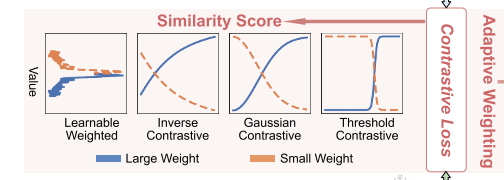 Similarity Score
Value
Learnable
Weighted
Inverse
Contrastive
Gaussian
Contrastive
Threshold
Contrastive
Large Weight
Small Weight
Contrastive Loss
Adaptive Weighting